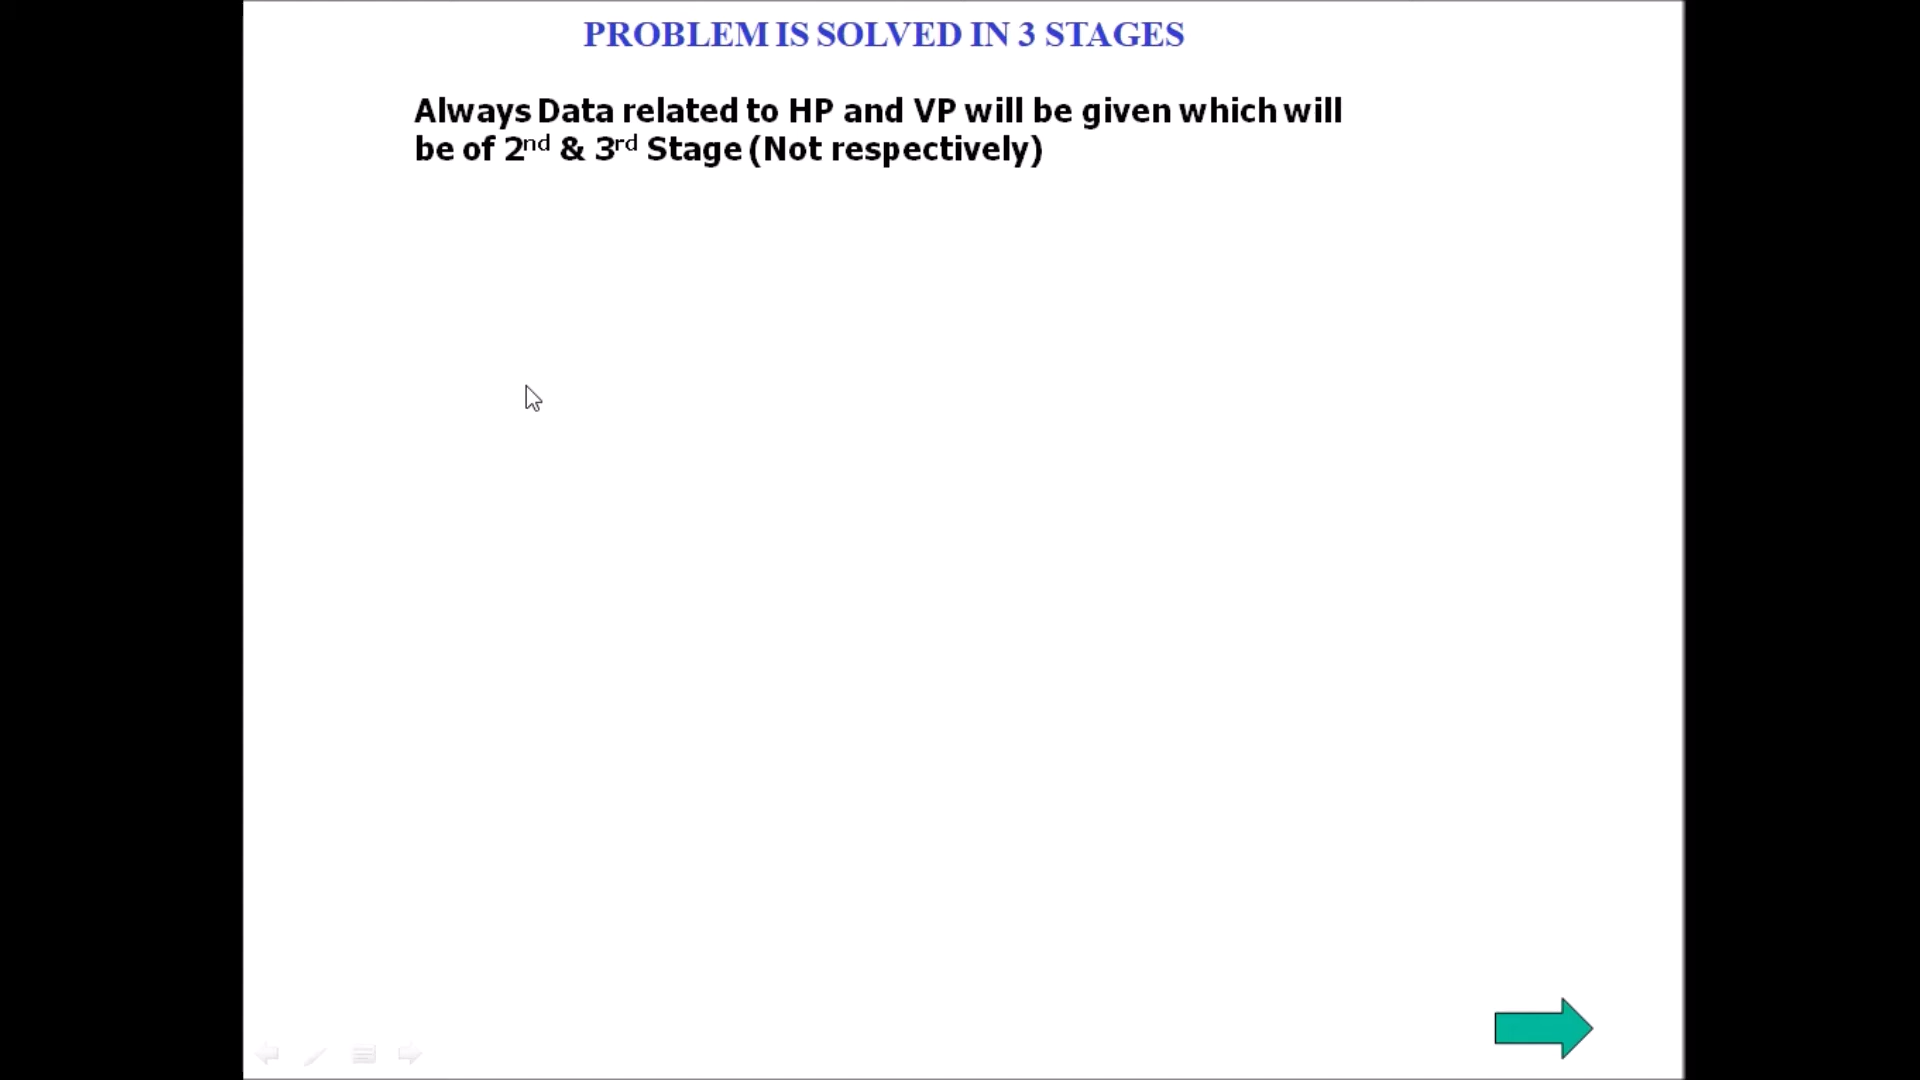 PROBLEM IS SOLVED IN 3 STAGES
Always Data related to HP and VP will be given which will
be of 2nd & 3rd Stage (Not respectively)